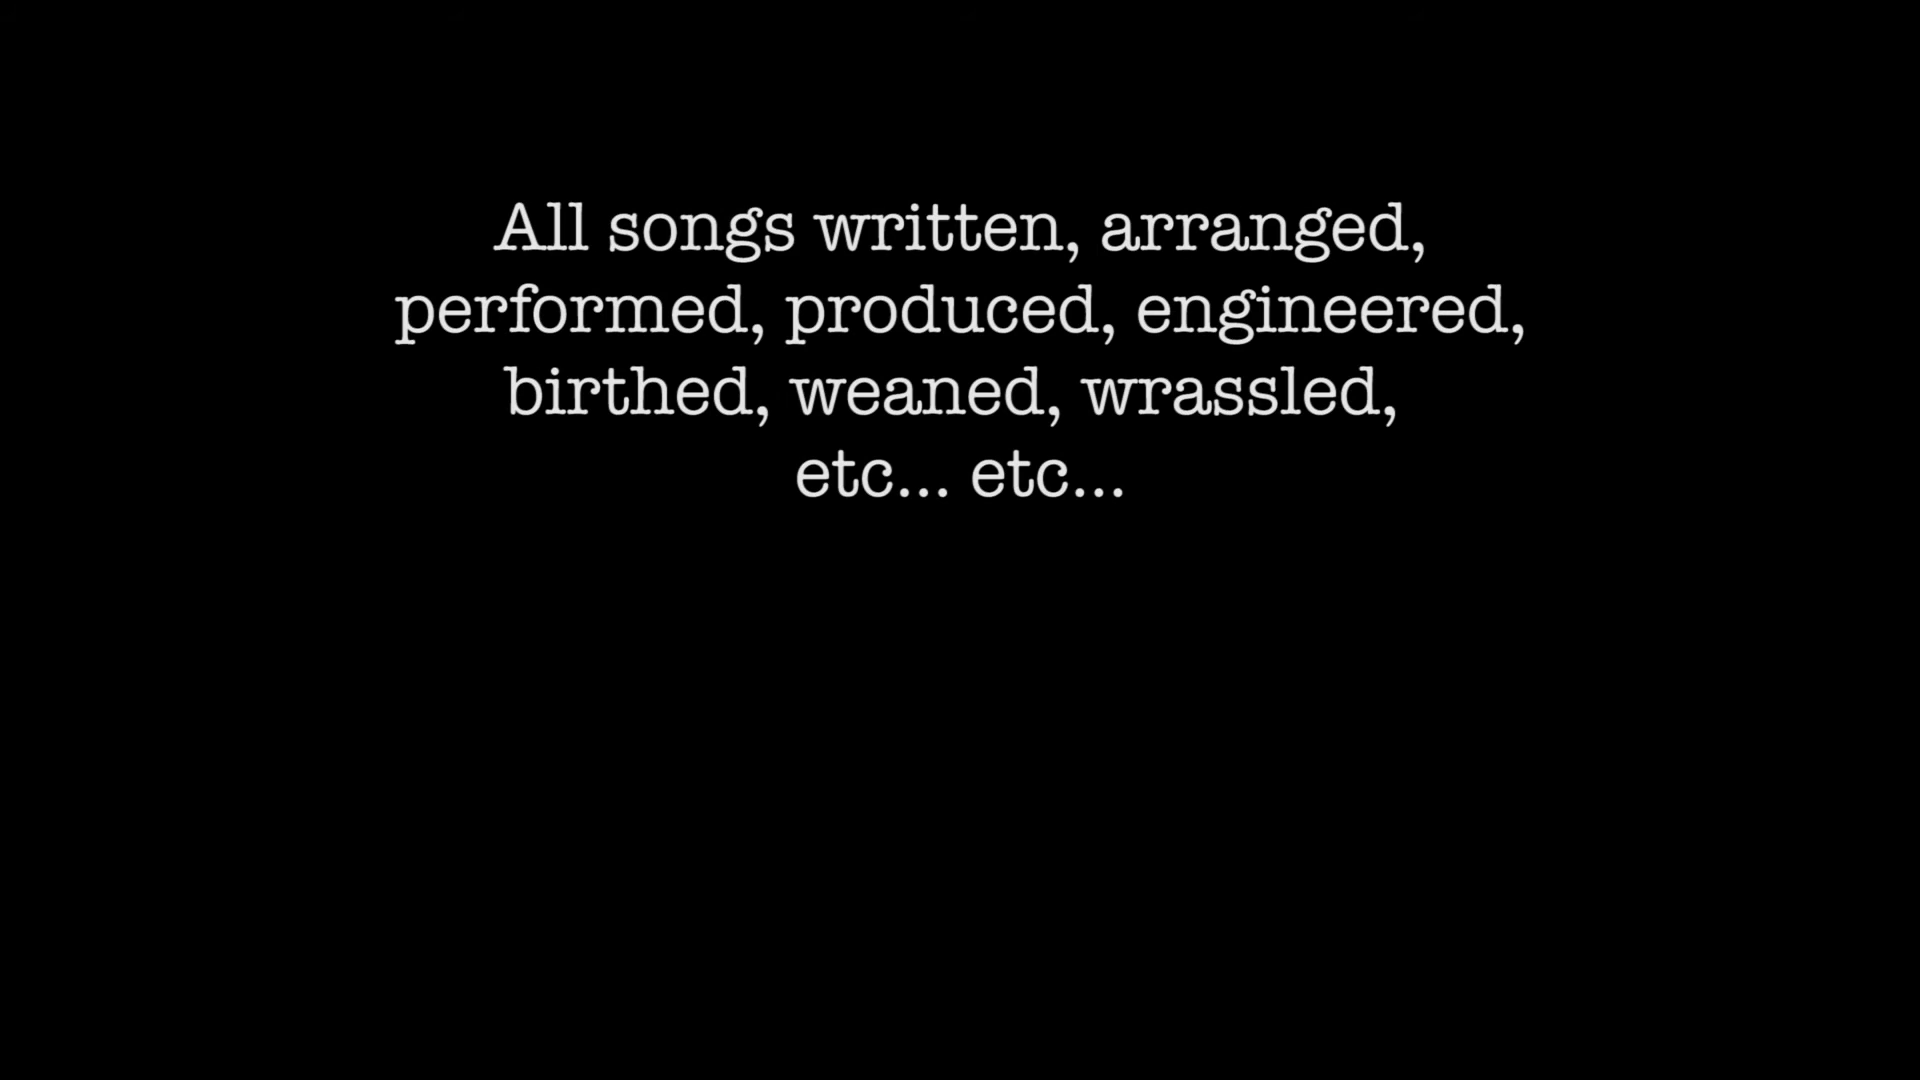 All songs written, arranged,
performed, produced, engineered,
birthed, weaned, wrassled,
etc... etc...